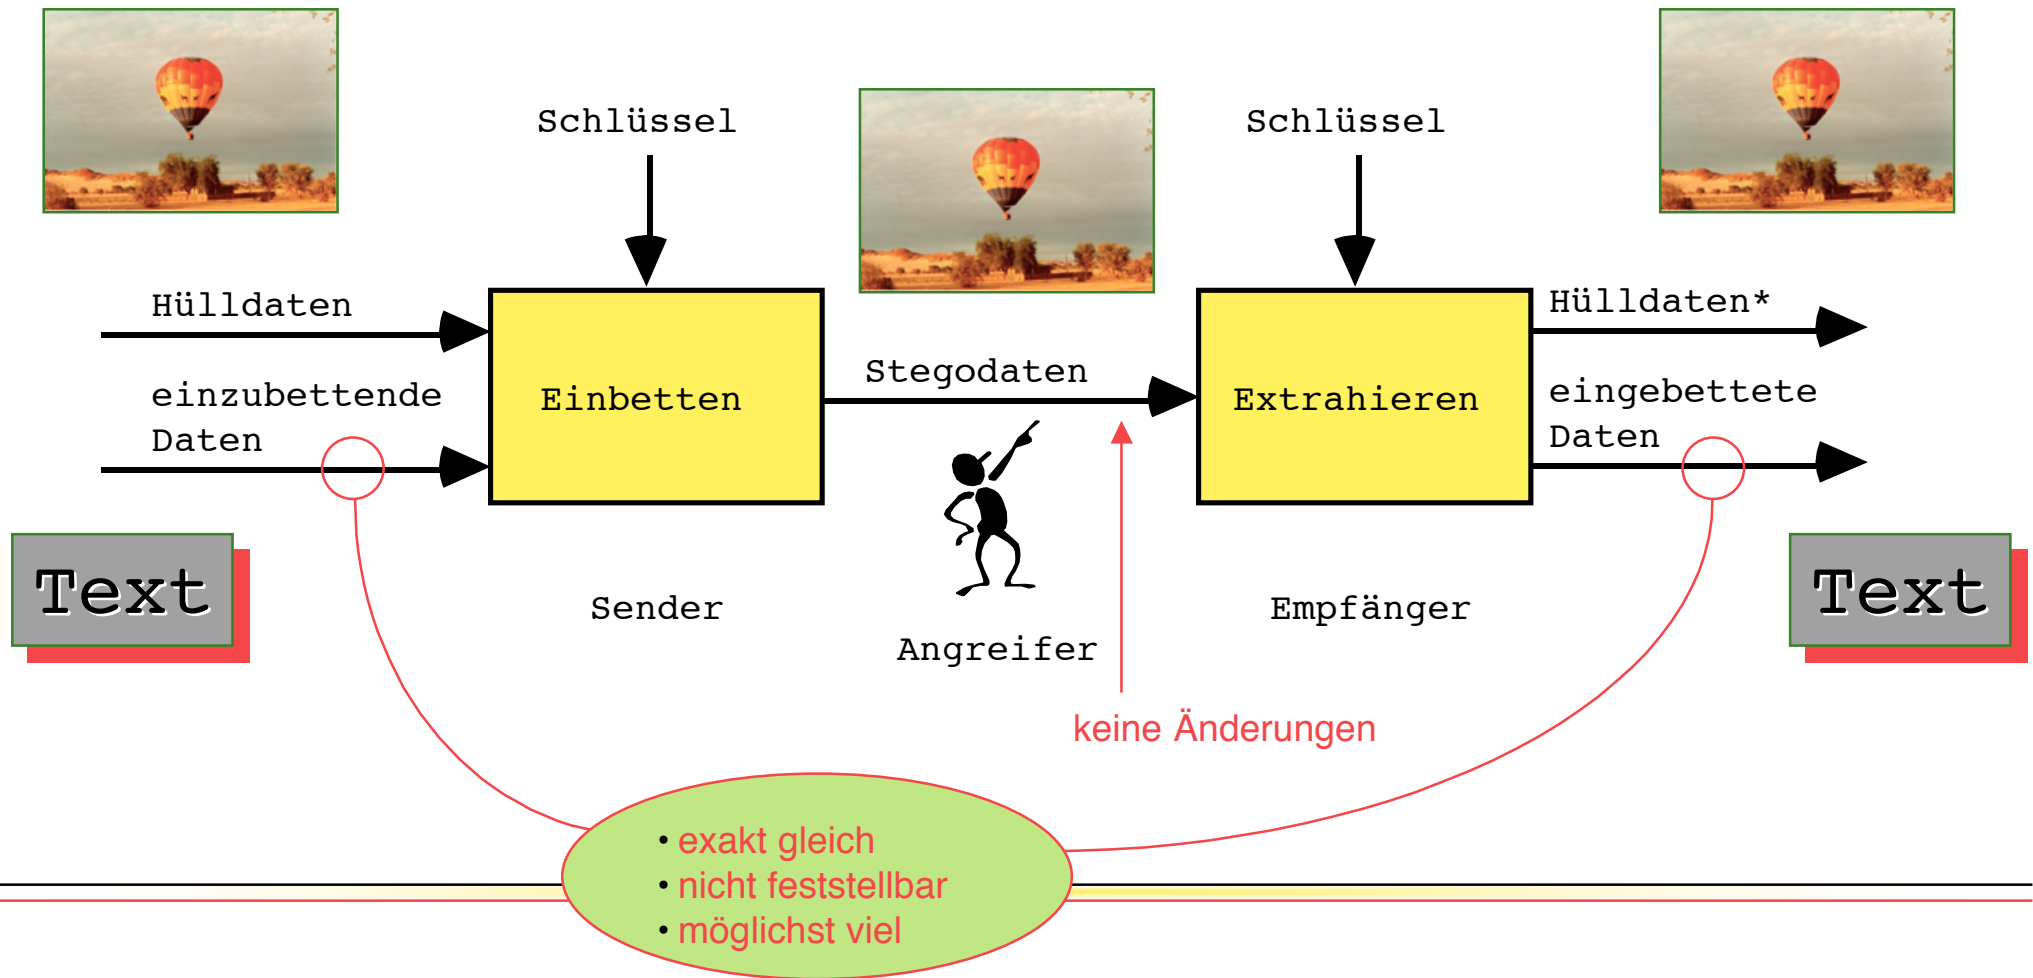 Schlüssel
Schlüssel
Hülldaten
Hülldaten*
einzubettende
Daten
Einbetten
Stegodaten
Extrahieren
eingebettete
Daten
Text
Sender
Angreifer
Empfänger
Text
keine Änderungen
• exakt gleich
• nicht feststellbar
• möglichst viel